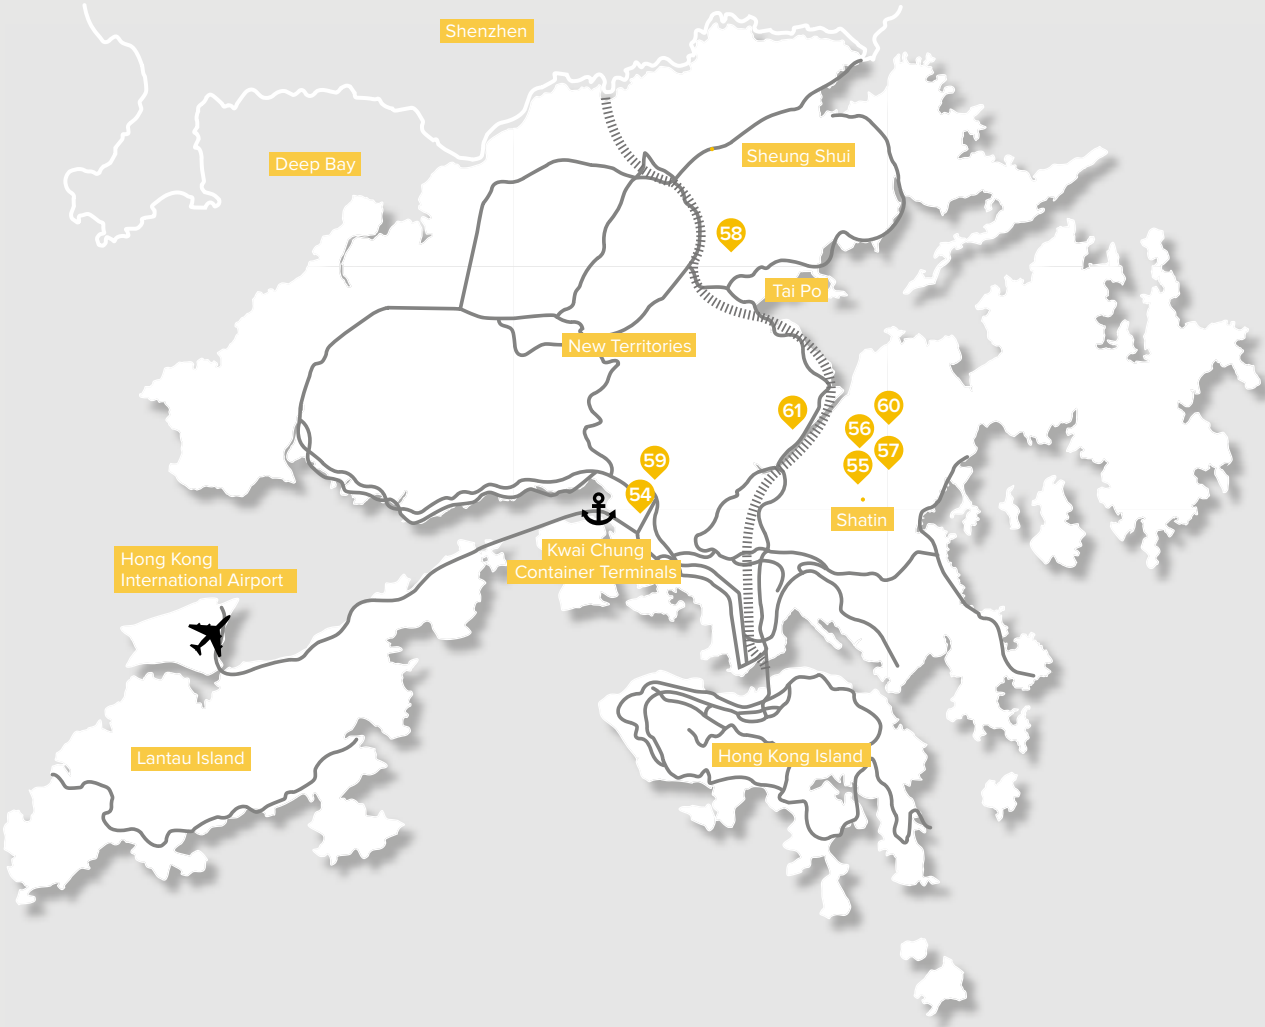 Shenzhen
Deep Bay
Sheung Shui
58
Tai Po
New Territories
61
60
56
57
55
59
54
Shatin
Kwai Chung
Container Terminals
Hong Kong
International Airport
Lantau Island
Hong Kong Island